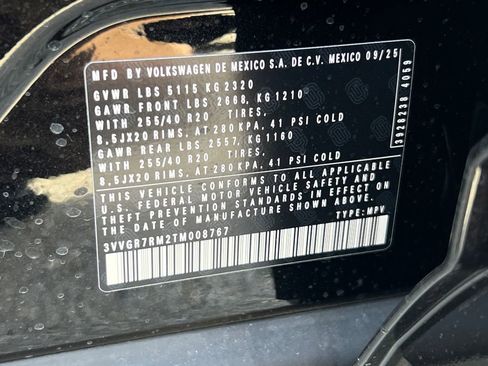 MFD BY VOLKSWAGEN DE MEXICO S.A. DE C.V. MEXICO 09/25
GVWR LBS 5115 KG 2320
GAWR FRONT LBS 2668, KG 1210
WITH 255/40 R20 TIRES.
8,5JX20 RIMS, AT 280 KPA, 41 PSI COLD
GAWR REAR LBS 2557, KG 1160
WITH 255/40 R20 TIRES.
8,5JX20 RIMS, AT 280 KPA, 41 PSI COLD
THIS VEHICLE CONFORMS TO ALL APPLICABLE
U.S. FEDERAL MOTOR VEHICLE SAFETY AND
THEFT PREVENTION STANDARDS IN EFFECT ON
THE DATE OF MANUFACTURE SHOWN ABOVE.
3VVGR7RM2TM008767
TYPE: MPV
3928238 4059